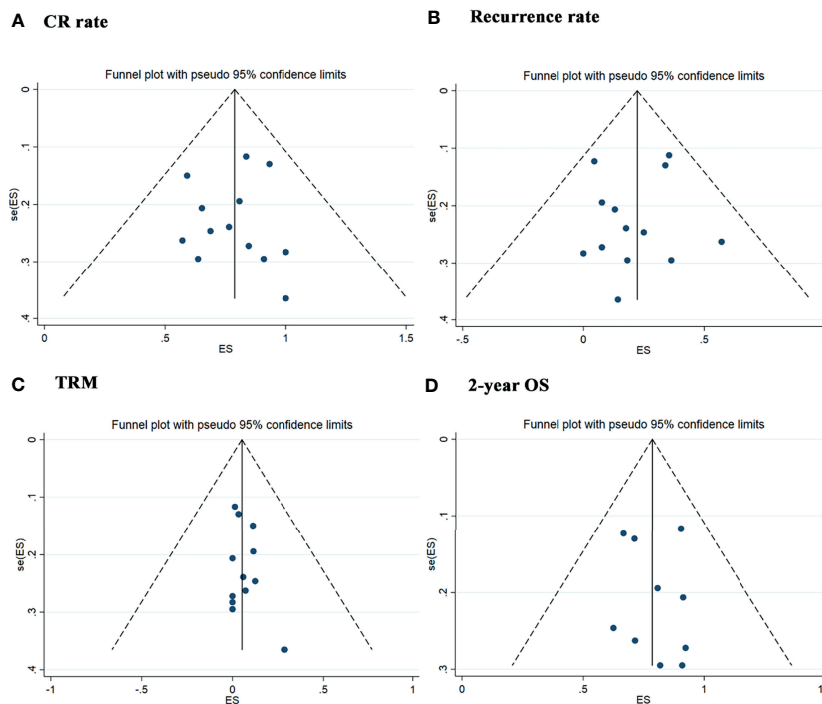 A CR rate
Funnel plot with pseudo 95% confidence limits
0
.1
.2
.3
.4
se(ES)
0
.5
1
1.5
ES
B Recurrence rate
Funnel plot with pseudo 95% confidence limits
0
.1
.2
.3
.4
se(ES)
-.5
0
.5
ES
C TRM
Funnel plot with pseudo 95% confidence limits
0
.1
.2
.3
.4
se(ES)
-1
-.5
0
.5
1
ES
D 2-year OS
Funnel plot with pseudo 95% confidence limits
0
.1
.2
.3
se(ES)
0
.5
1
ES